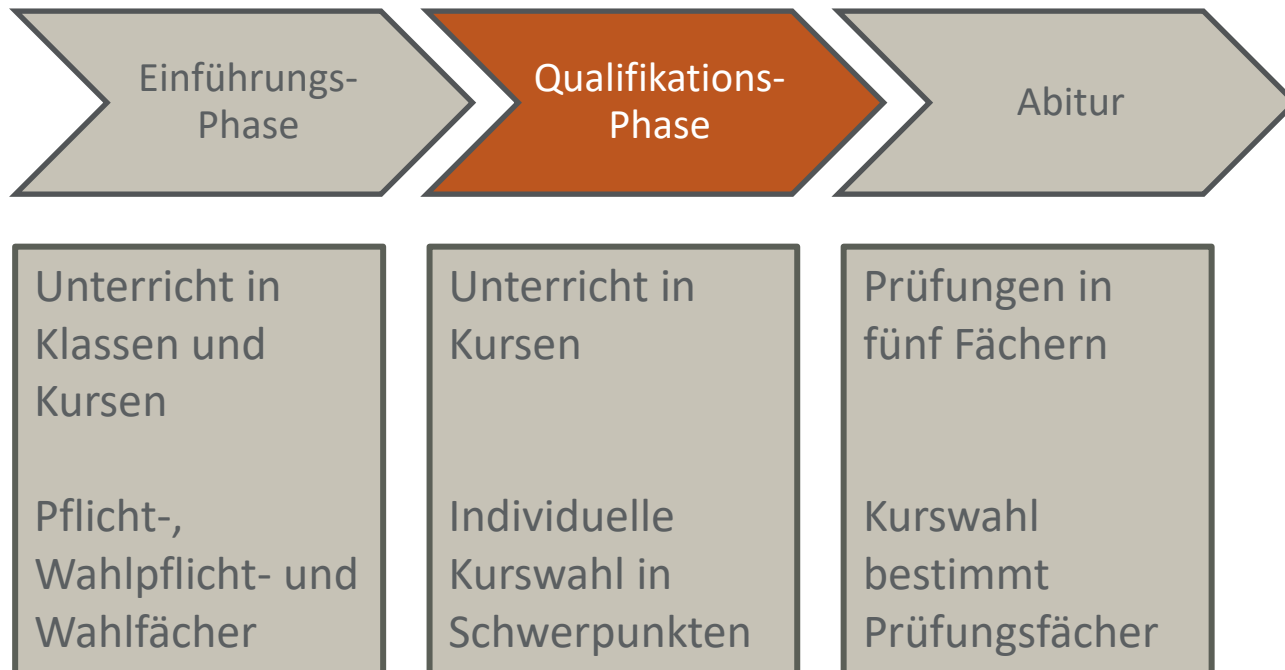 Einführungs-
Phase
Qualifikations-
Phase
Abitur
Unterricht in
Klassen und
Kursen
Pflicht-,
Wahlpflicht- und
Wahlfächer
Unterricht in
Kursen
Individuelle
Kurswahl in
Schwerpunkten
Prüfungen in
fünf Fächern
Kurswahl
bestimmt
Prüfungsfächer